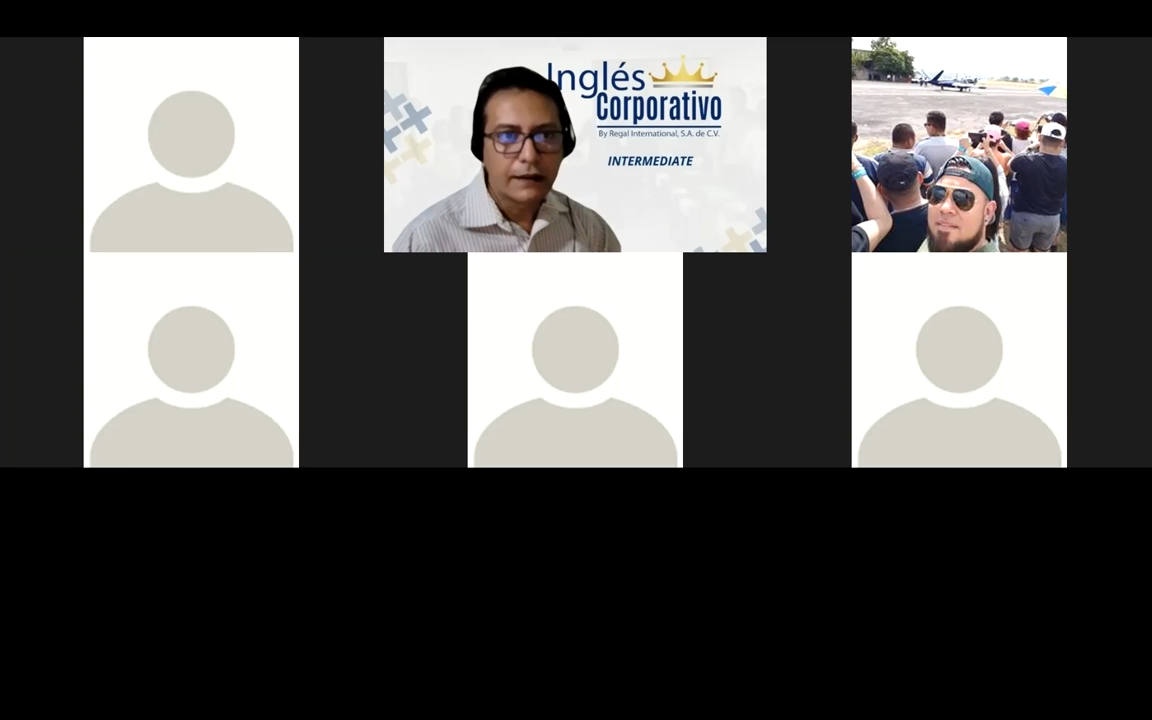 Inglés
Corporativo
By Regal International, S.A. de C.V.
INTERMEDIATE